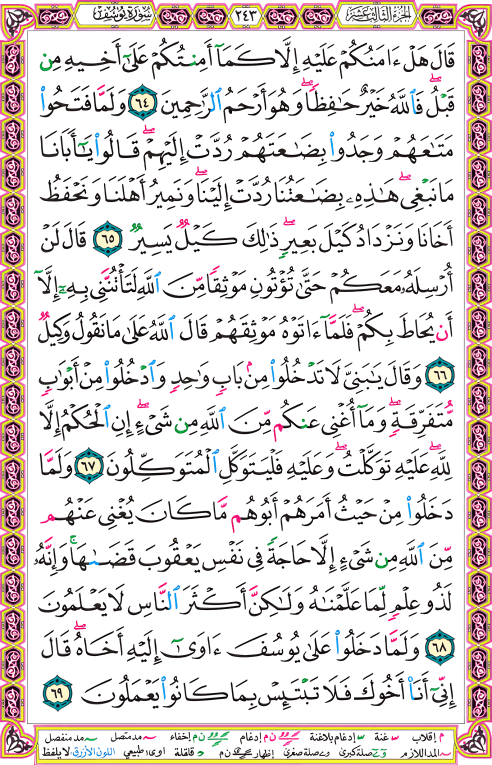 الجزء الثالث عشر ٢٤٣ سورة يوسف
قَالَ هَلْ ءَامَنُكُمْ عَلَيْهِ إِلَّا كَمَآ أَمِنتُكُمْ عَلَىٰٓ أَخِيهِ مِن
قَبْلُ فَٱللَّهُ خَيْرٌ حَٰفِظًاۖ وَهُوَ أَرْحَمُ ٱلرَّٰحِمِينَ ٦٤ وَلَمَّا فَتَحُوا۟
مَتَٰعَهُمْ وَجَدُوا۟ بِضَٰعَتَهُمْ رُدَّتْ إِلَيْهِمْۖ قَالُوا۟ يَٰٓأَبَانَا
مَا نَبْغِىۖ هَٰذِهِۦ بِضَٰعَتُنَا رُدَّتْ إِلَيْنَاۖ وَنَمِيرُ أَهْلَنَا وَنَحْفَظُ
أَخَانَا وَنَزْدَادُ كَيْلَ بَعِيرٍۖ ذَٰلِكَ كَيْلٌ يَسِيرٌ ٦٥ قَالَ لَنْ
أُرْسِلَهُۥ مَعَكُمْ حَتَّىٰ تُؤْتُونِ مَوْثِقًا مِّنَ ٱللَّهِ لَتَأْتُنَّنِى بِهِۦٓ إِلَّآ
أَن يُحَاطَ بِكُمْۖ فَلَمَّآ ءَاتَوْهُ مَوْثِقَهُمْ قَالَ ٱللَّهُ عَلَىٰ مَا نَقُولُ وَكِيلٌ
٦٦ وَقَالَ يَٰبَنِىَّ لَا تَدْخُلُوا۟ مِنۢ بَابٍ وَٰحِدٍ وَٱدْخُلُوا۟ مِنْ أَبْوَٰبٍ
مُّتَفَرِّقَةٍۖ وَمَآ أُغْنِى عَنكُم مِّنَ ٱللَّهِ مِن شَىْءٍۖ إِنِ ٱلْحُكْمُ إِلَّا
لِلَّهِۖ عَلَيْهِ تَوَكَّلْتُۖ وَعَلَيْهِ فَلْيَتَوَكَّلِ ٱلْمُتَوَكِّلُونَ ٦٧ وَلَمَّا
دَخَلُوا۟ مِنْ حَيْثُ أَمَرَهُمْ أَبُوهُم مَّا كَانَ يُغْنِى عَنْهُم
مِّنَ ٱللَّهِ مِن شَىْءٍ إِلَّا حَاجَةً فِى نَفْسِ يَعْقُوبَ قَضَىٰهَاۚ وَإِنَّهُۥ
لَذُو عِلْمٍ لِّمَا عَلَّمْنَٰهُ وَلَٰكِنَّ أَكْثَرَ ٱلنَّاسِ لَا يَعْلَمُونَ
٦٨ وَلَمَّا دَخَلُوا۟ عَلَىٰ يُوسُفَ ءَاوَىٰٓ إِلَيْهِ أَخَاهُۖ قَالَ
إِنِّىٓ أَنَا۠ أَخُوكَ فَلَا تَبْتَئِسْ بِمَا كَانُوا۟ يَعْمَلُونَ ٦٩
م إقلاب غنة إدغام بلاغنة ن م إدغام ن م إخفاء مد متصل مد منفصل
المد اللازم صلة كبرى صلة صغرى إظهار ن م قلقلة اوى طبيعي اللون الأزرق لا يلفظ